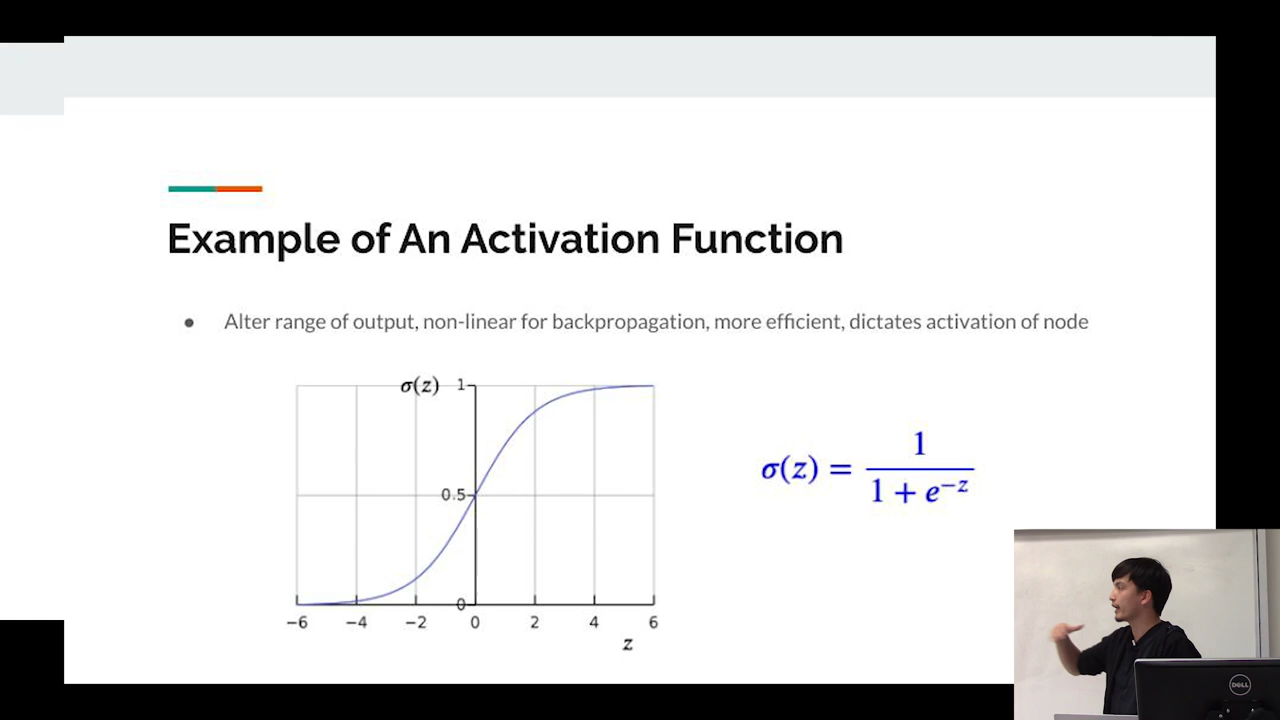 Example of An Activation Function
● Alter range of output, non-linear for backpropagation, more efficient, dictates activation of node
σ(z) 1
0.5
0
−6 −4 −2 0 2 4 6
z
σ(z) = 1 / (1 + e^−z)
DELL